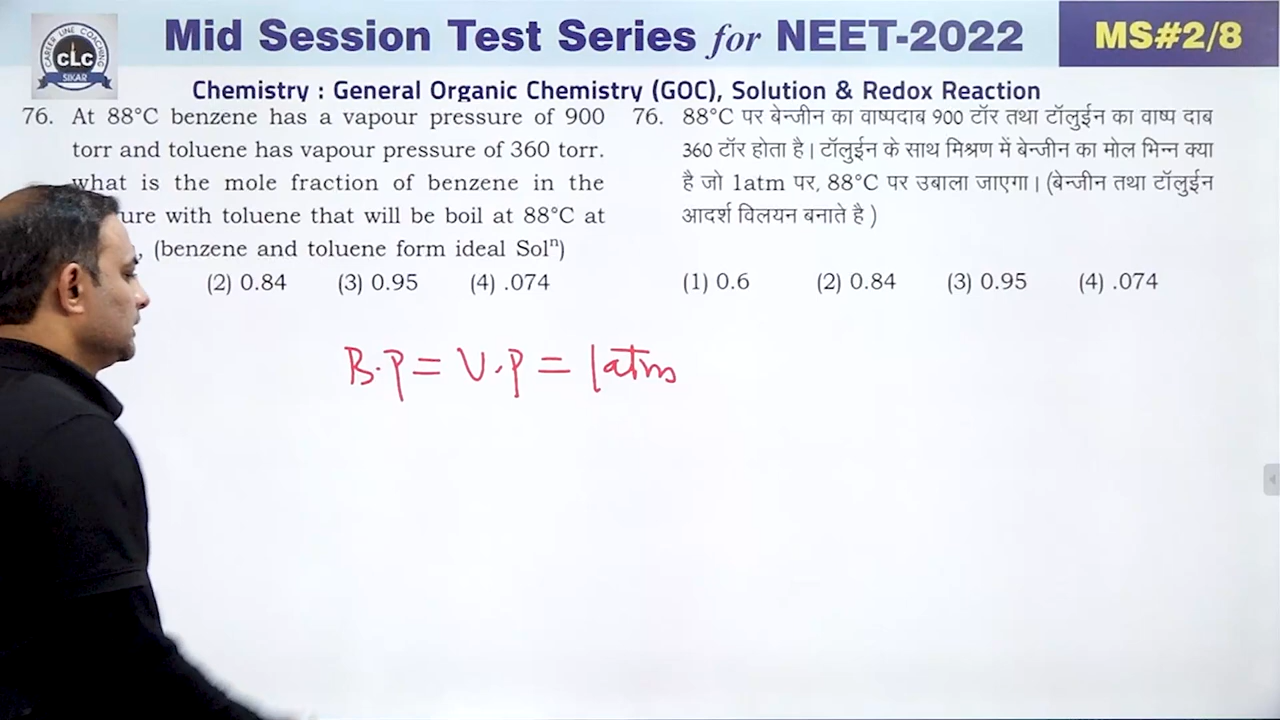 Mid Session Test Series for NEET-2022
MS#2/8
CAREER LINE COACHING
CLC
SIKAR
Chemistry : General Organic Chemistry (GOC), Solution & Redox Reaction
76. At 88°C benzene has a vapour pressure of 900
torr and toluene has vapour pressure of 360 torr.
what is the mole fraction of benzene in the
ure with toluene that will be boil at 88°C at
, (benzene and toluene form ideal Solⁿ)
(2) 0.84 (3) 0.95 (4) .074
76. 88°C पर बेन्जीन का वाष्पदाब 900 टॉर तथा टॉलुईन का वाष्प दाब
360 टॉर होता है। टॉलुईन के साथ मिश्रण में बेन्जीन का मोल भिन्न क्या
है जो 1atm पर, 88°C पर उबाला जाएगा। (बेन्जीन तथा टॉलुईन
आदर्श विलयन बनाते है )
(1) 0.6 (2) 0.84 (3) 0.95 (4) .074
B.P = V.P = 1atm